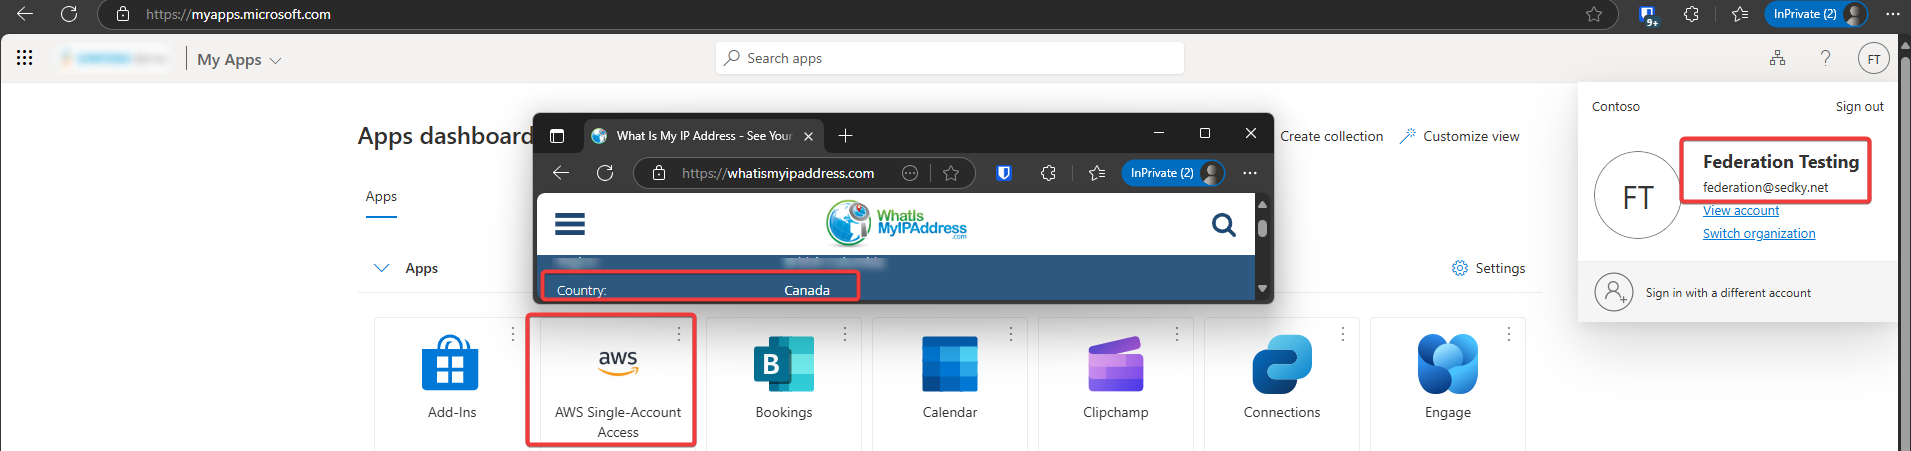 https://myapps.microsoft.com
9+
InPrivate (2)
My Apps
Search apps
?
FT
Contoso
Sign out
Apps dashboard
What Is My IP Address - See Your
Create collection
Customize view
https://whatismyipaddress.com
InPrivate (2)
Federation Testing
federation@sedky.net
FT
View account
Switch organization
Apps
WhatIs
MyIPAddress
.com
Apps
Settings
Country:
Canada
Sign in with a different account
aws
B
Add-Ins
AWS Single-Account
Access
Bookings
Calendar
Clipchamp
Connections
Engage